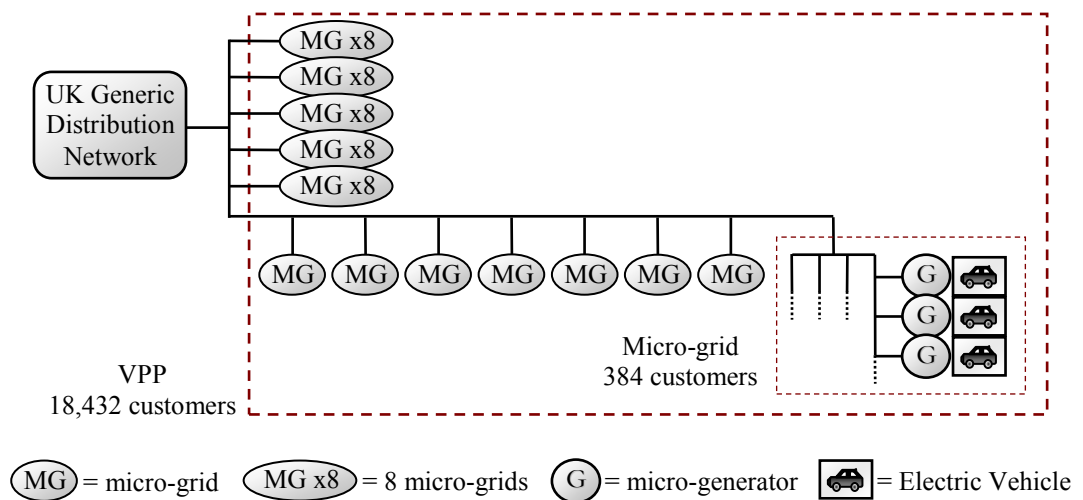 MG x8
MG x8
MG x8
MG x8
MG x8
UK Generic
Distribution
Network
MG
MG
MG
MG
MG
MG
MG
G
G
G
Micro-grid
384 customers
VPP
18,432 customers
MG = micro-grid
MG x8 = 8 micro-grids
G = micro-generator
= Electric Vehicle